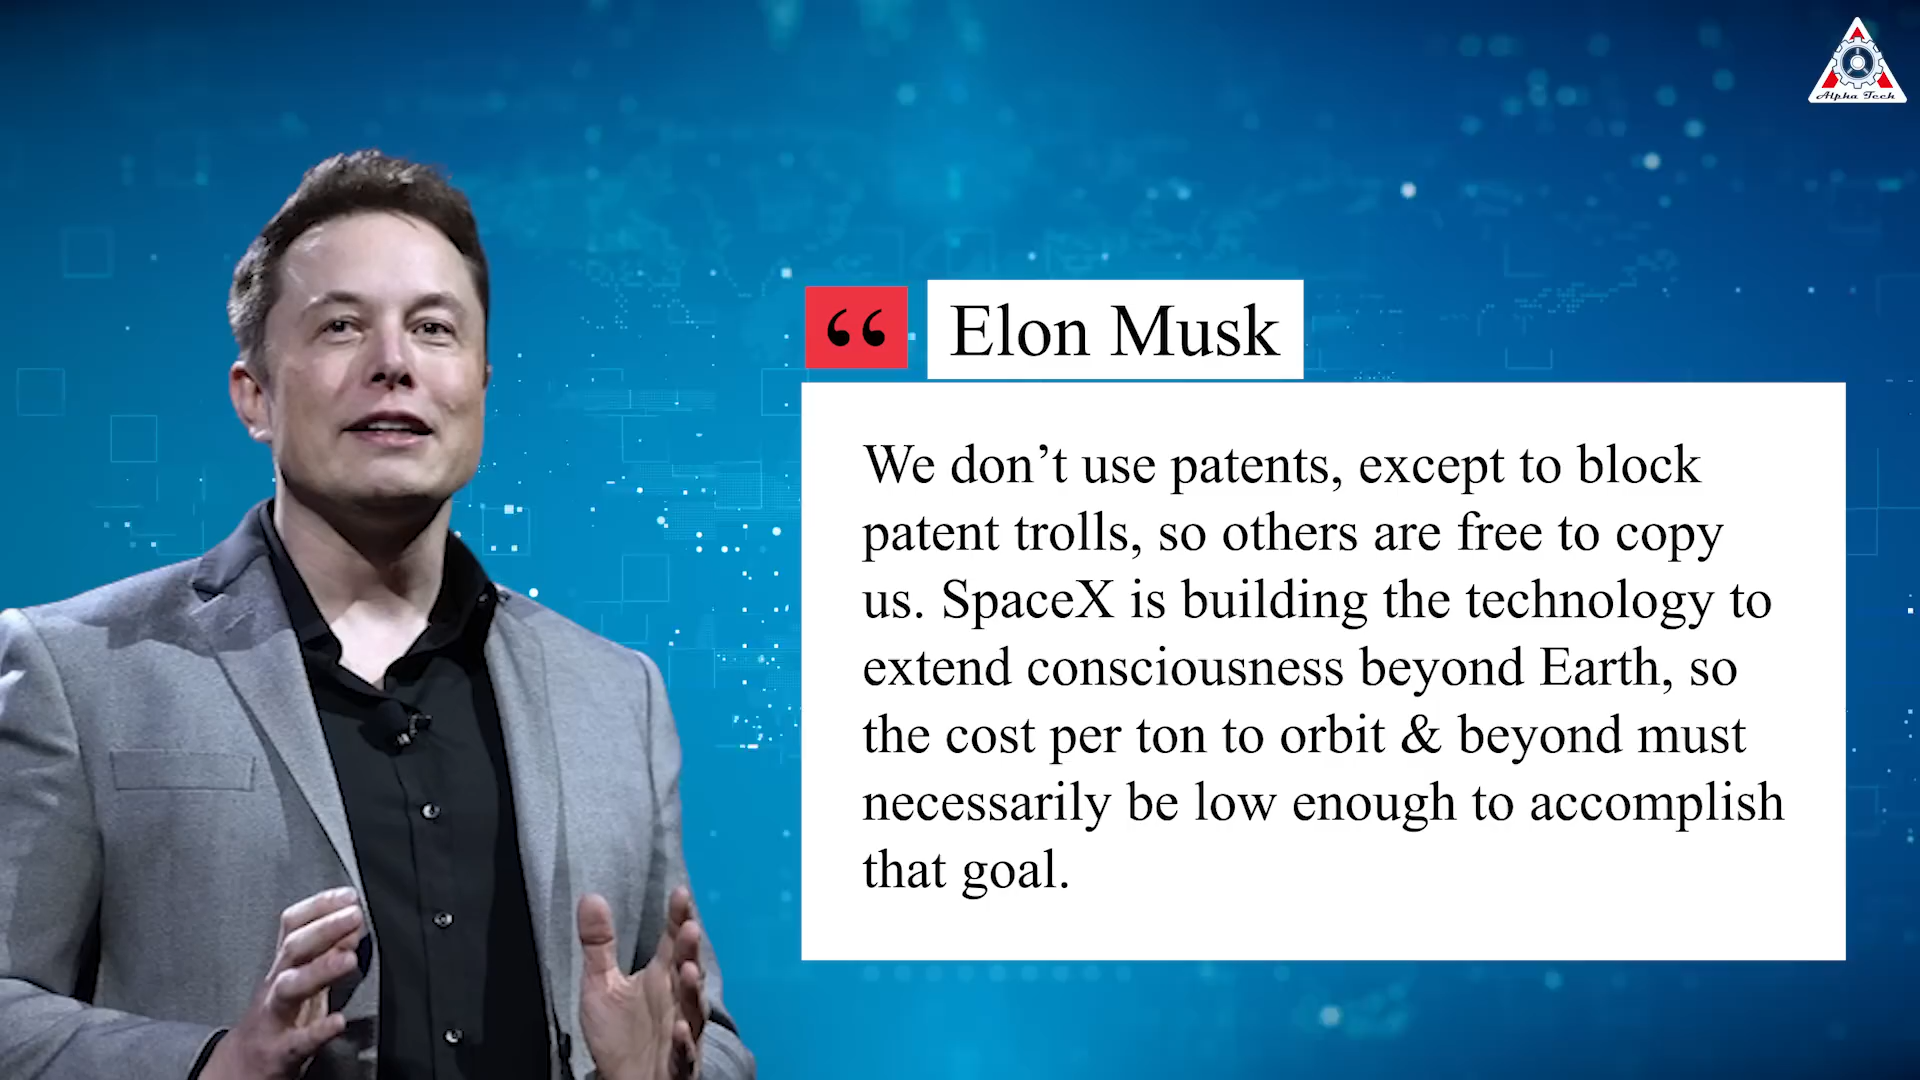 Alpha Tech
“ Elon Musk
We don’t use patents, except to block
patent trolls, so others are free to copy
us. SpaceX is building the technology to
extend consciousness beyond Earth, so
the cost per ton to orbit & beyond must
necessarily be low enough to accomplish
that goal.